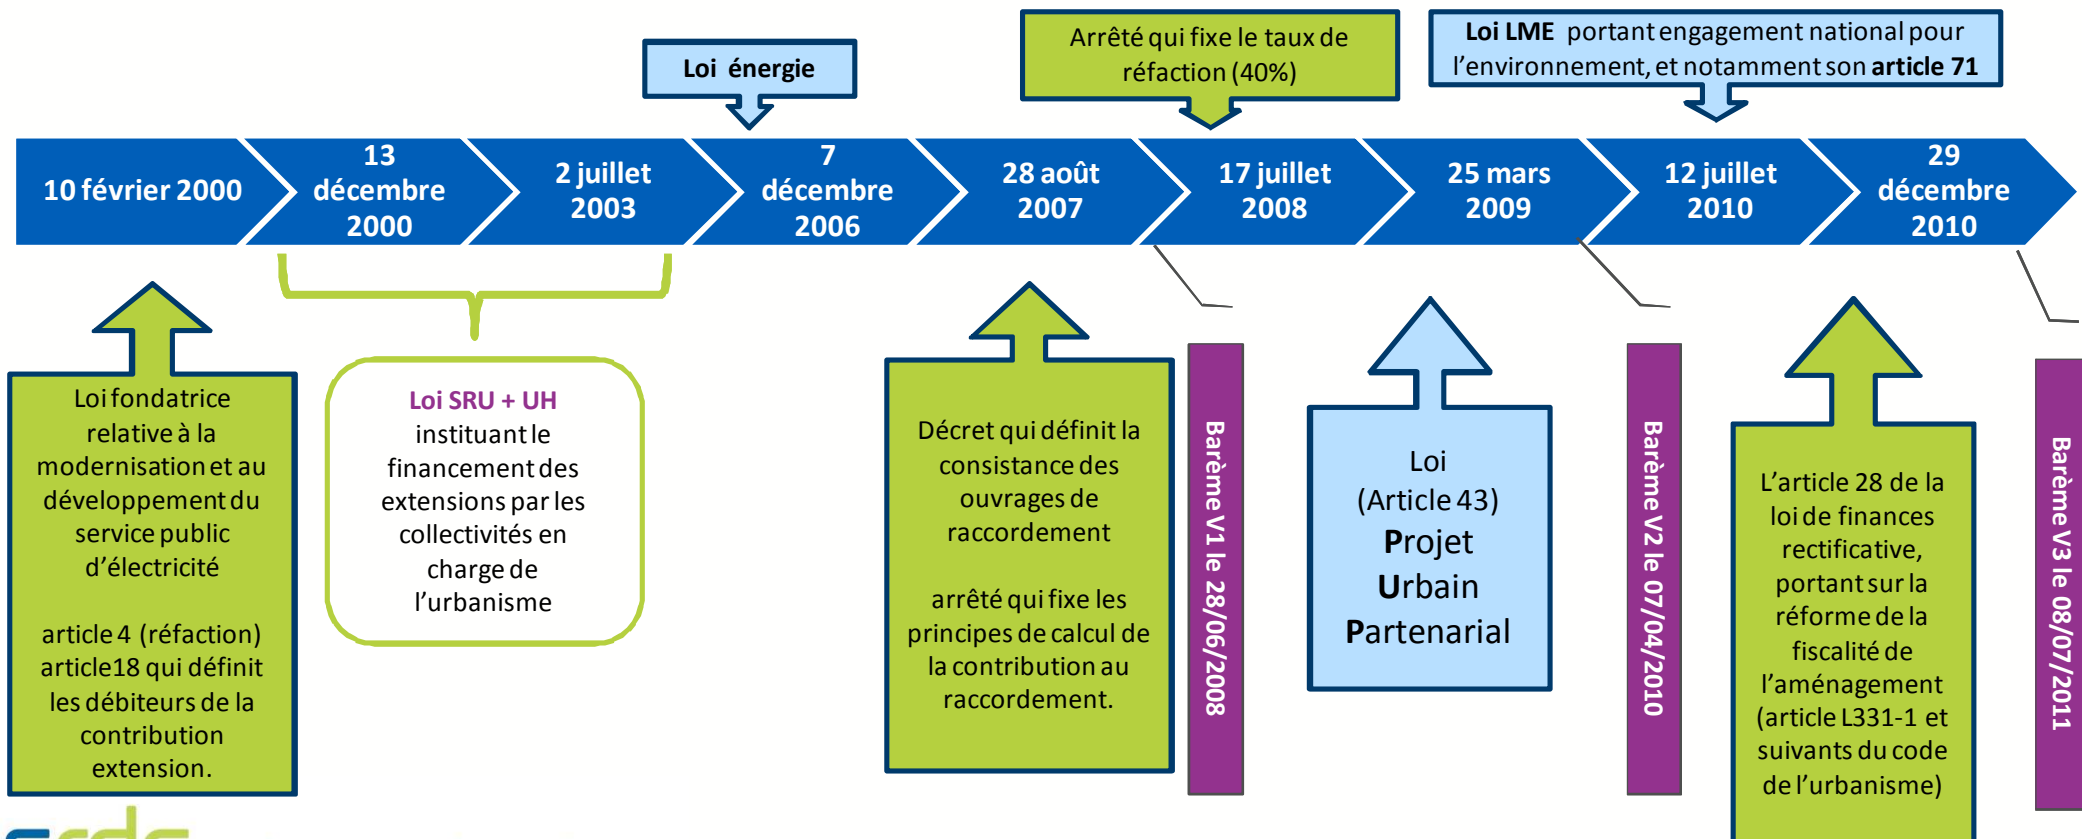 Loi énergie
Arrêté qui fixe le taux de
réfaction (40%)
Loi LME portant engagement national pour
l'environnement, et notamment son article 71
10 février 2000
13
décembre
2000
2 juillet
2003
7
décembre
2006
28 août
2007
17 juillet
2008
25 mars
2009
12 juillet
2010
29
décembre
2010
Loi fondatrice
relative à la
modernisation et au
développement du
service public
d'électricité
article 4 (réfaction)
article18 qui définit
les débiteurs de la
contribution
extension.
Loi SRU + UH
instituant le
financement des
extensions par les
collectivités en
charge de
l'urbanisme
Décret qui définit la
consistance des
ouvrages de
raccordement
arrêté qui fixe les
principes de calcul de
la contribution au
raccordement.
Barème V1 le 28/06/2008
Loi
(Article 43)
Projet
Urbain
Partenarial
Barème V2 le 07/04/2010
L'article 28 de la
loi de finances
rectificative,
portant sur la
réforme de la
fiscalité de
l'aménagement
(article L331-1 et
suivants du code
de l'urbanisme)
Barème V3 le 08/07/2011